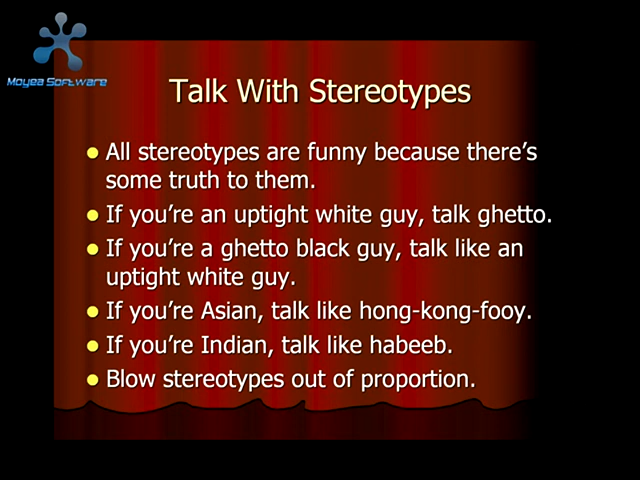 Moyea Software
Talk With Stereotypes
All stereotypes are funny because there's
some truth to them.
If you're an uptight white guy, talk ghetto.
If you're a ghetto black guy, talk like an
uptight white guy.
If you're Asian, talk like hong-kong-fooy.
If you're Indian, talk like habeeb.
Blow stereotypes out of proportion.